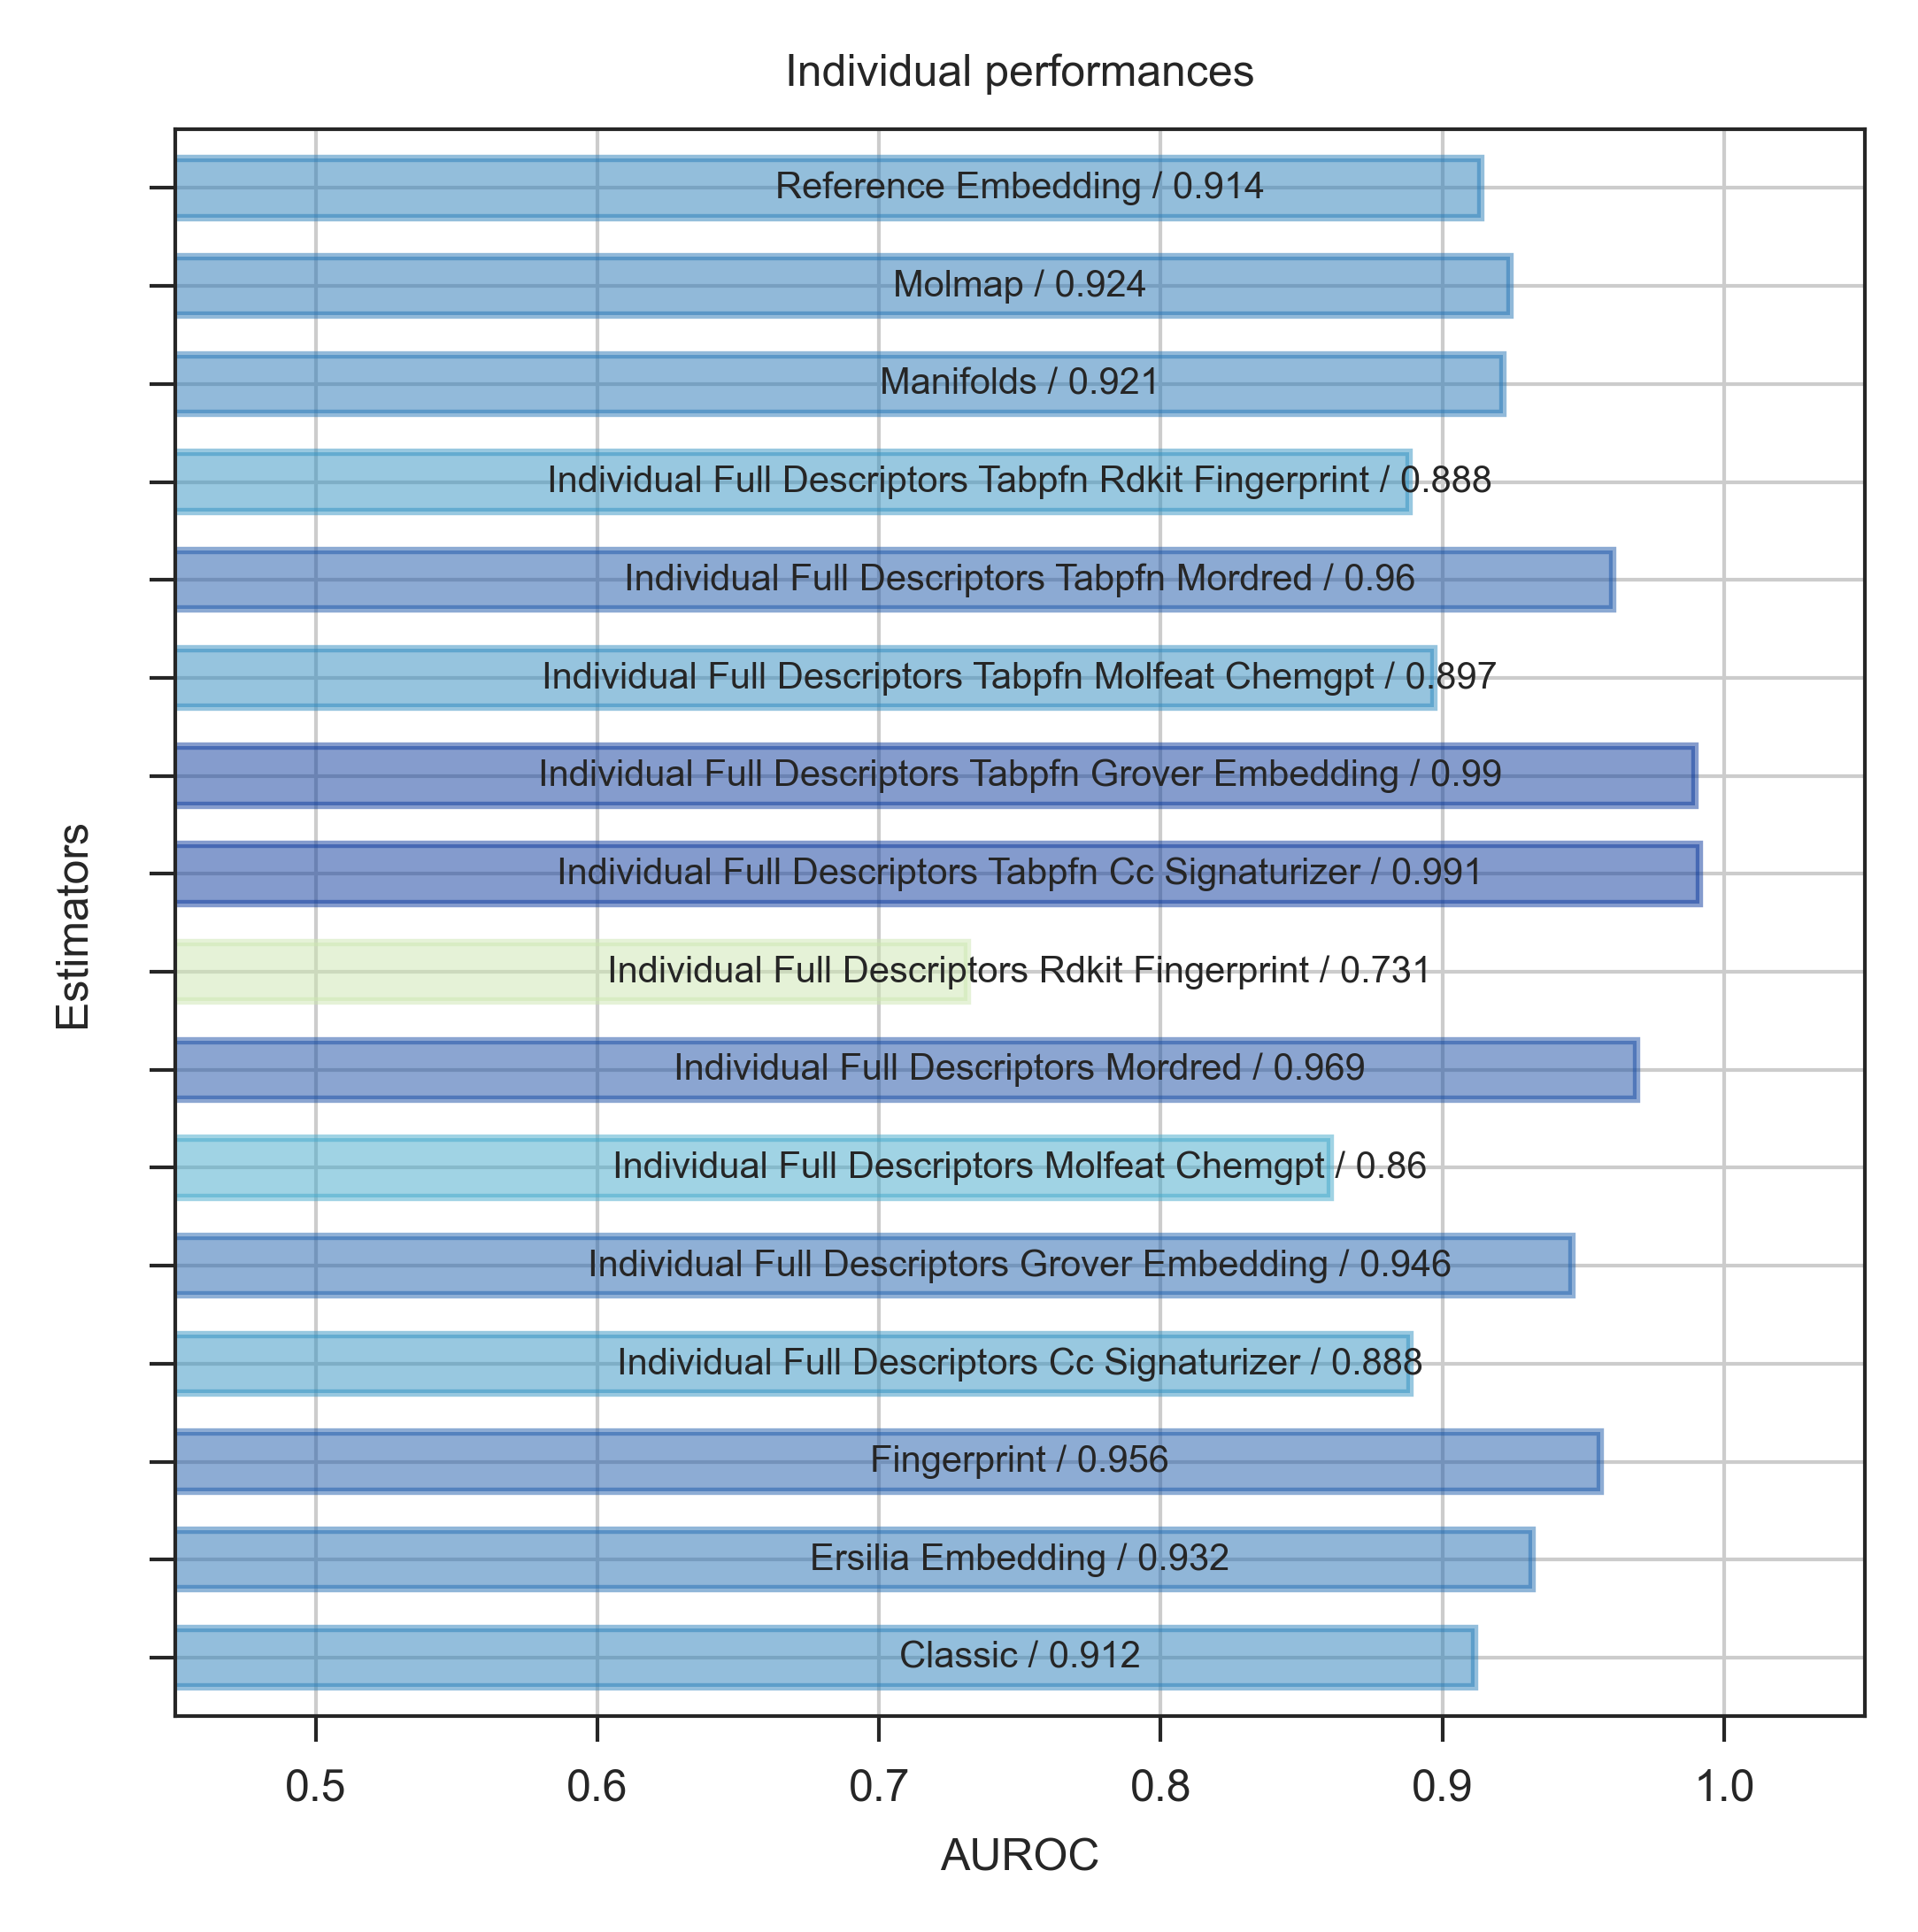 Individual performances
Reference Embedding / 0.914
Molmap / 0.924
Manifolds / 0.921
Individual Full Descriptors Tabpfn Rdkit Fingerprint / 0.888
Individual Full Descriptors Tabpfn Mordred / 0.96
Individual Full Descriptors Tabpfn Molfeat Chemgpt / 0.897
Individual Full Descriptors Tabpfn Grover Embedding / 0.99
Individual Full Descriptors Tabpfn Cc Signaturizer / 0.991
Individual Full Descriptors Rdkit Fingerprint / 0.731
Individual Full Descriptors Mordred / 0.969
Individual Full Descriptors Molfeat Chemgpt / 0.86
Individual Full Descriptors Grover Embedding / 0.946
Individual Full Descriptors Cc Signaturizer / 0.888
Fingerprint / 0.956
Ersilia Embedding / 0.932
Classic / 0.912
Estimators
0.5 0.6 0.7 0.8 0.9 1.0
AUROC